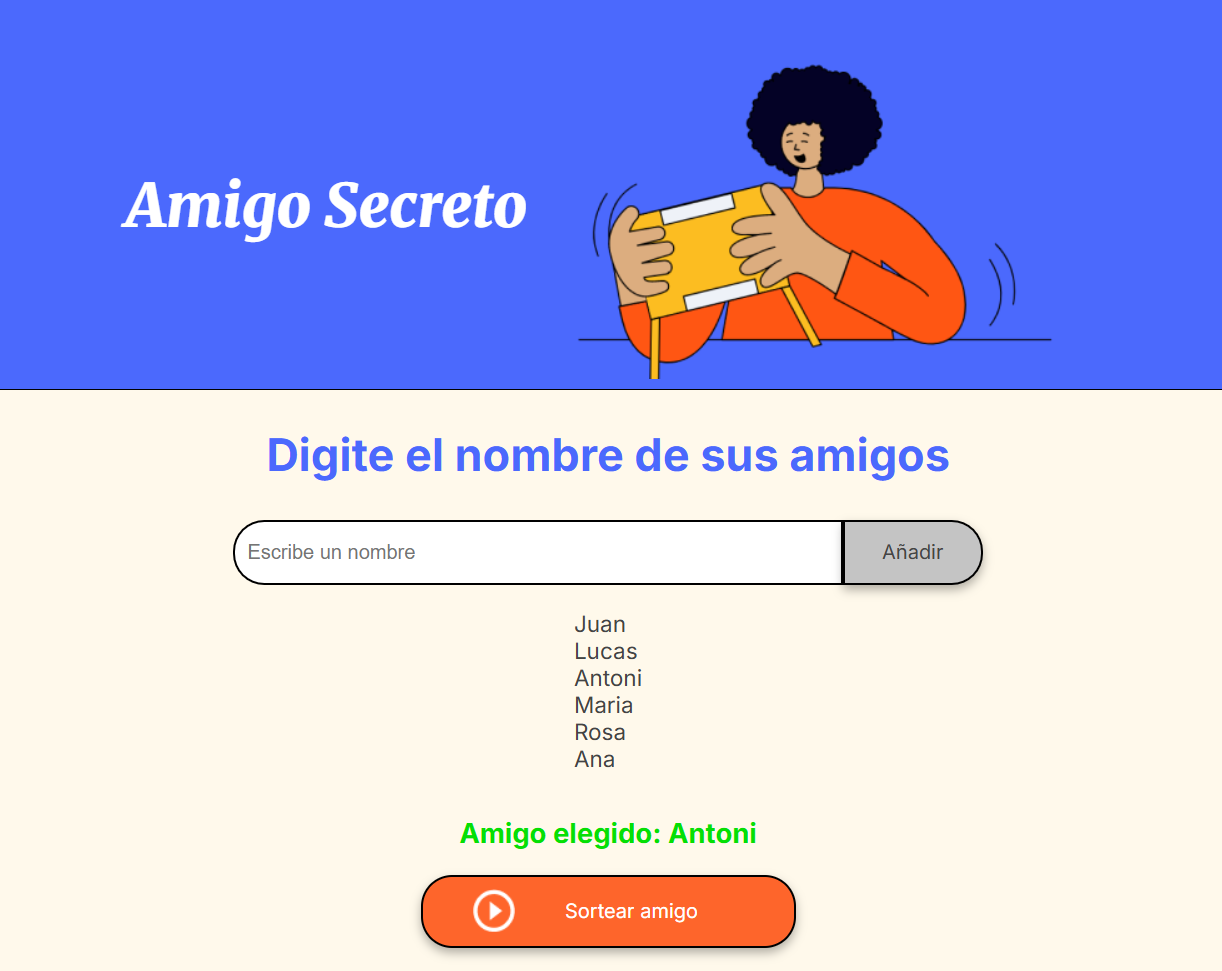 Amigo Secreto
Digite el nombre de sus amigos
Escribe un nombre
Añadir
Juan
Lucas
Antoni
Maria
Rosa
Ana
Amigo elegido: Antoni
Sortear amigo